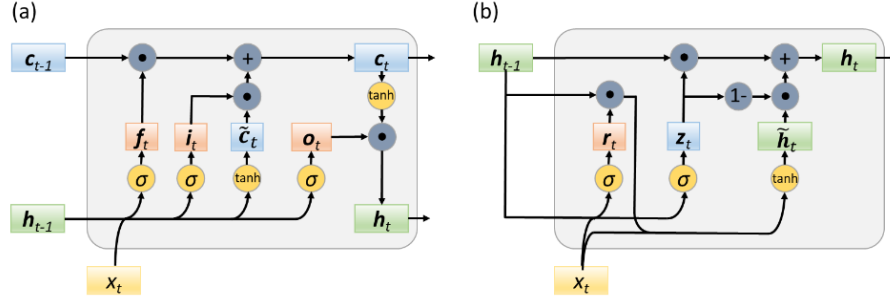 (a)
c_{t-1}
c_t
tanh
f_t
i_t
c̃_t
o_t
σ
σ
tanh
σ
h_{t-1}
h_t
x_t
(b)
h_{t-1}
h_t
1-
r_t
z_t
h̃_t
σ
σ
tanh
x_t